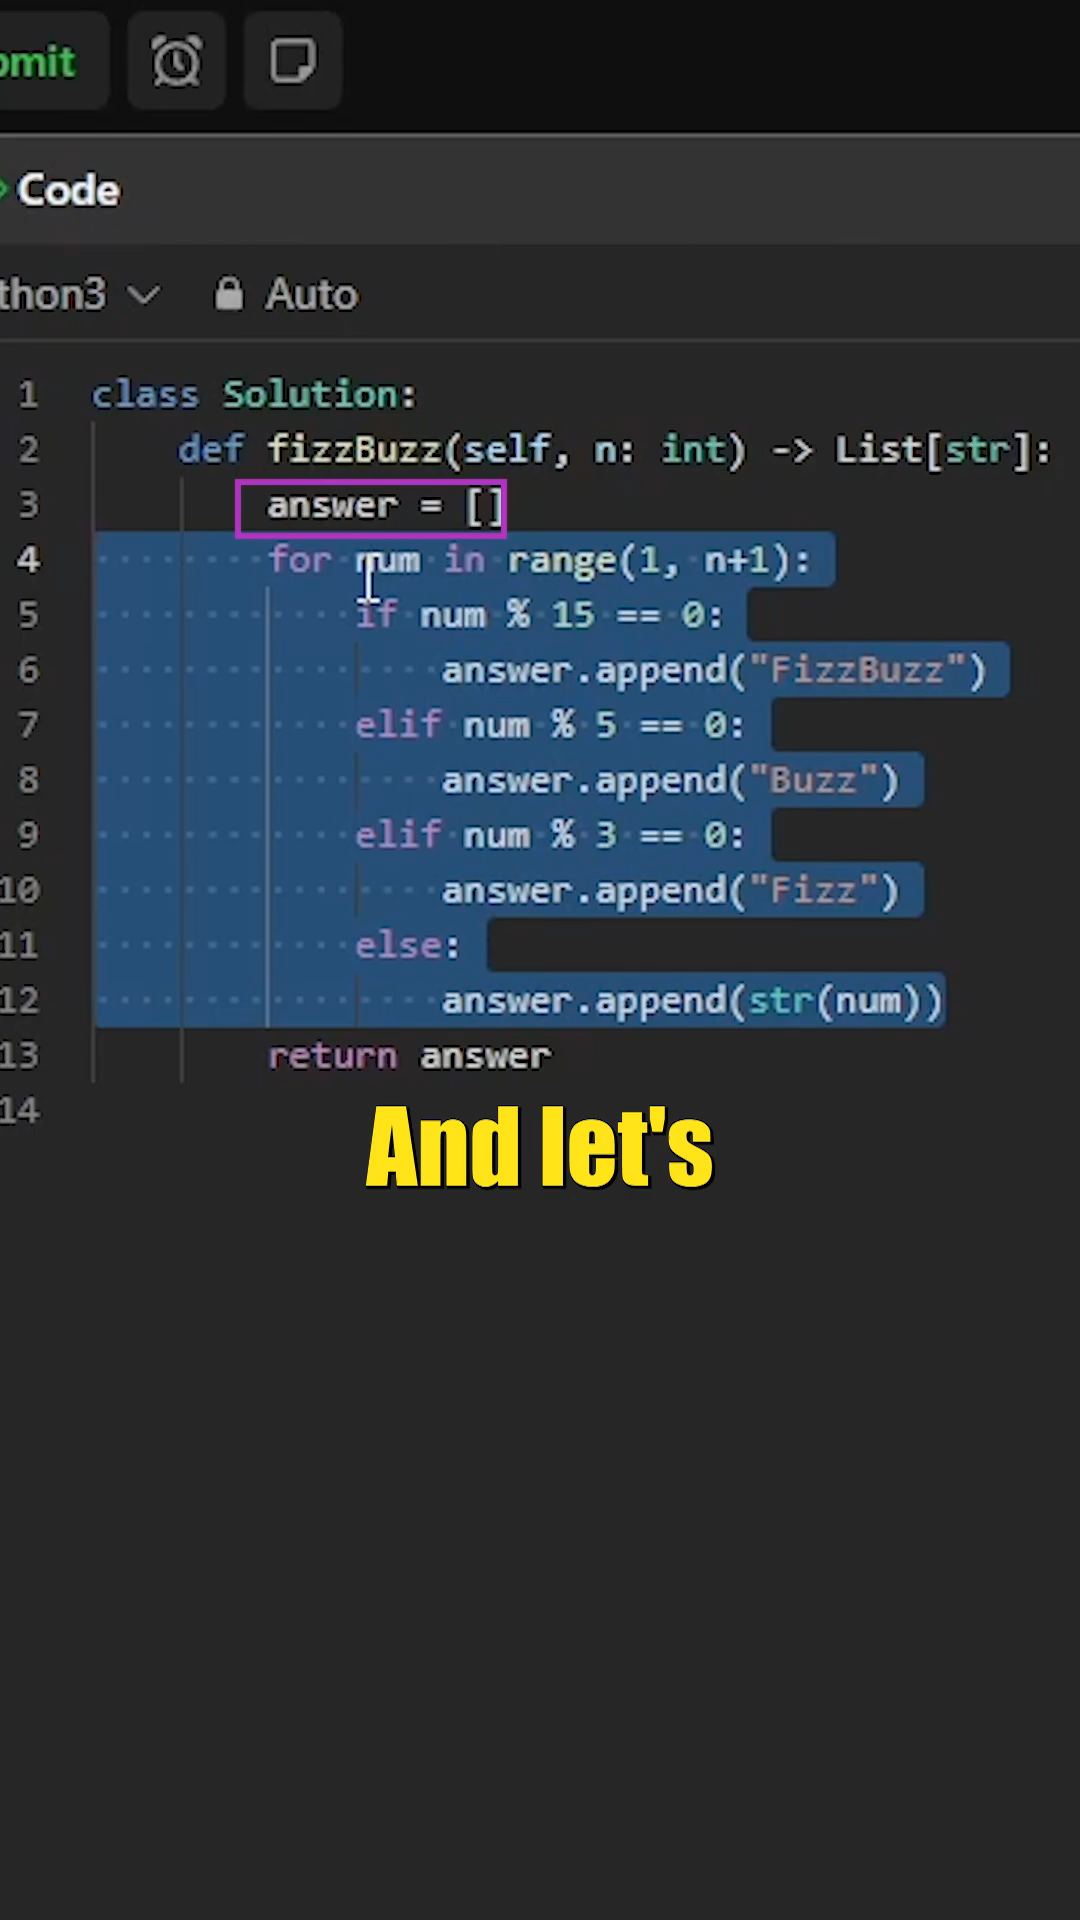 omit
Code
thon3 Auto
1 class Solution:
2 def fizzBuzz(self, n: int) -> List[str]:
3 answer = []
4 for num in range(1, n+1):
5 if num % 15 == 0:
6 answer.append("FizzBuzz")
7 elif num % 5 == 0:
8 answer.append("Buzz")
9 elif num % 3 == 0:
10 answer.append("Fizz")
11 else:
12 answer.append(str(num))
13 return answer
14
And let's